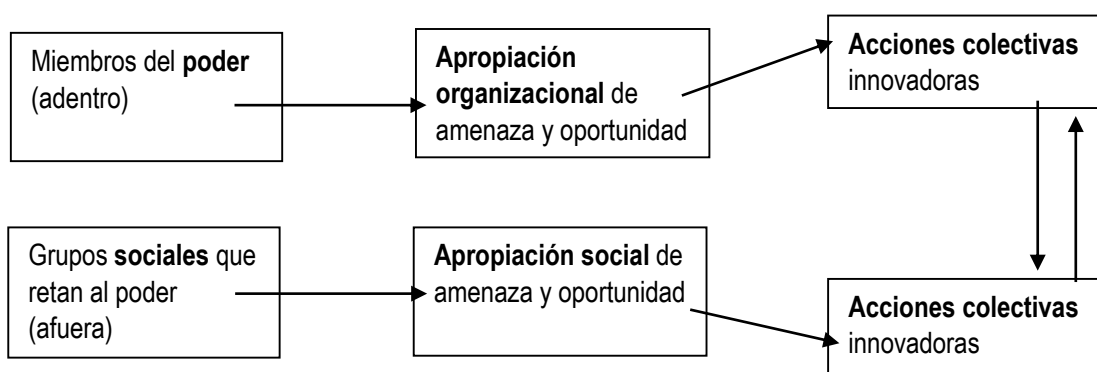 Miembros del poder
(adentro)
Apropiación
organizacional de
amenaza y oportunidad
Acciones colectivas
innovadoras
Grupos sociales que
retan al poder
(afuera)
Apropiación social de
amenaza y oportunidad
Acciones colectivas
innovadoras